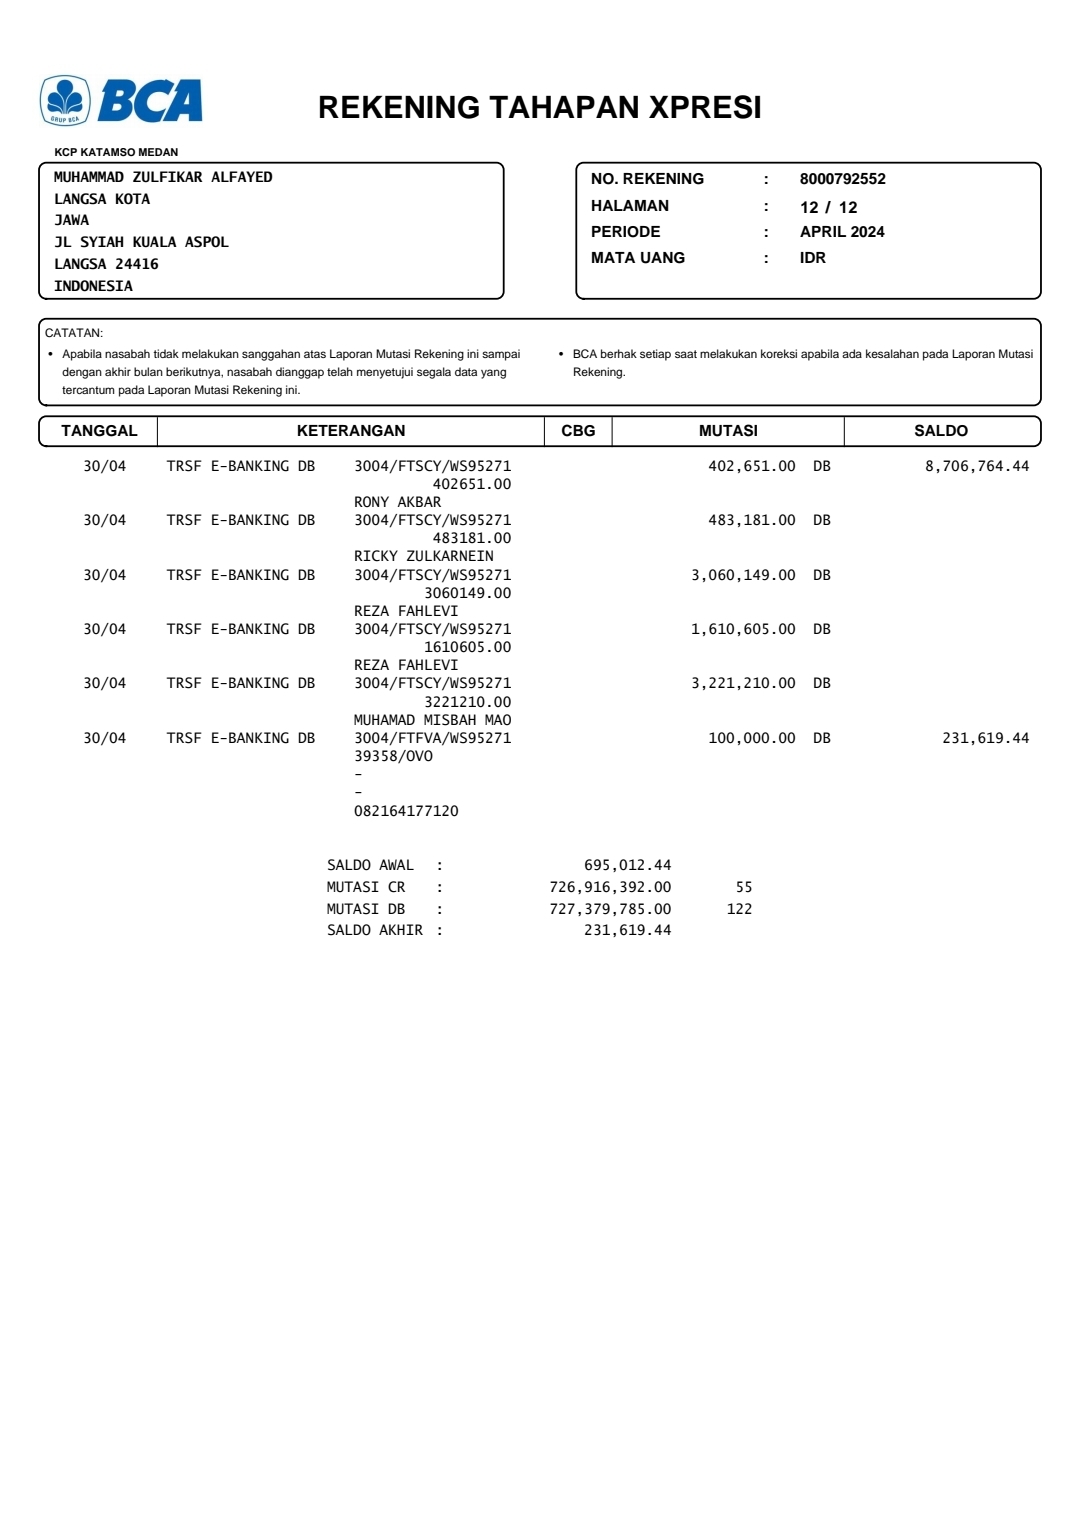 GRUP BCA
BCA
REKENING TAHAPAN XPRESI
KCP KATAMSO MEDAN
MUHAMMAD ZULFIKAR ALFAYED
LANGSA KOTA
JAWA
JL SYIAH KUALA ASPOL
LANGSA 24416
INDONESIA
NO. REKENING : 8000792552
HALAMAN : 12 / 12
PERIODE : APRIL 2024
MATA UANG : IDR
CATATAN:
• Apabila nasabah tidak melakukan sanggahan atas Laporan Mutasi Rekening ini sampai
dengan akhir bulan berikutnya, nasabah dianggap telah menyetujui segala data yang
tercantum pada Laporan Mutasi Rekening ini.
• BCA berhak setiap saat melakukan koreksi apabila ada kesalahan pada Laporan Mutasi
Rekening.
TANGGAL KETERANGAN CBG MUTASI SALDO
30/04 TRSF E-BANKING DB 3004/FTSCY/WS95271 402,651.00 DB 8,706,764.44
402651.00
RONY AKBAR
30/04 TRSF E-BANKING DB 3004/FTSCY/WS95271 483,181.00 DB
483181.00
RICKY ZULKARNEIN
30/04 TRSF E-BANKING DB 3004/FTSCY/WS95271 3,060,149.00 DB
3060149.00
REZA FAHLEVI
30/04 TRSF E-BANKING DB 3004/FTSCY/WS95271 1,610,605.00 DB
1610605.00
REZA FAHLEVI
30/04 TRSF E-BANKING DB 3004/FTSCY/WS95271 3,221,210.00 DB
3221210.00
MUHAMAD MISBAH MAO
30/04 TRSF E-BANKING DB 3004/FTFVA/WS95271 100,000.00 DB 231,619.44
39358/OVO
-
-
082164177120
SALDO AWAL : 695,012.44
MUTASI CR : 726,916,392.00 55
MUTASI DB : 727,379,785.00 122
SALDO AKHIR : 231,619.44